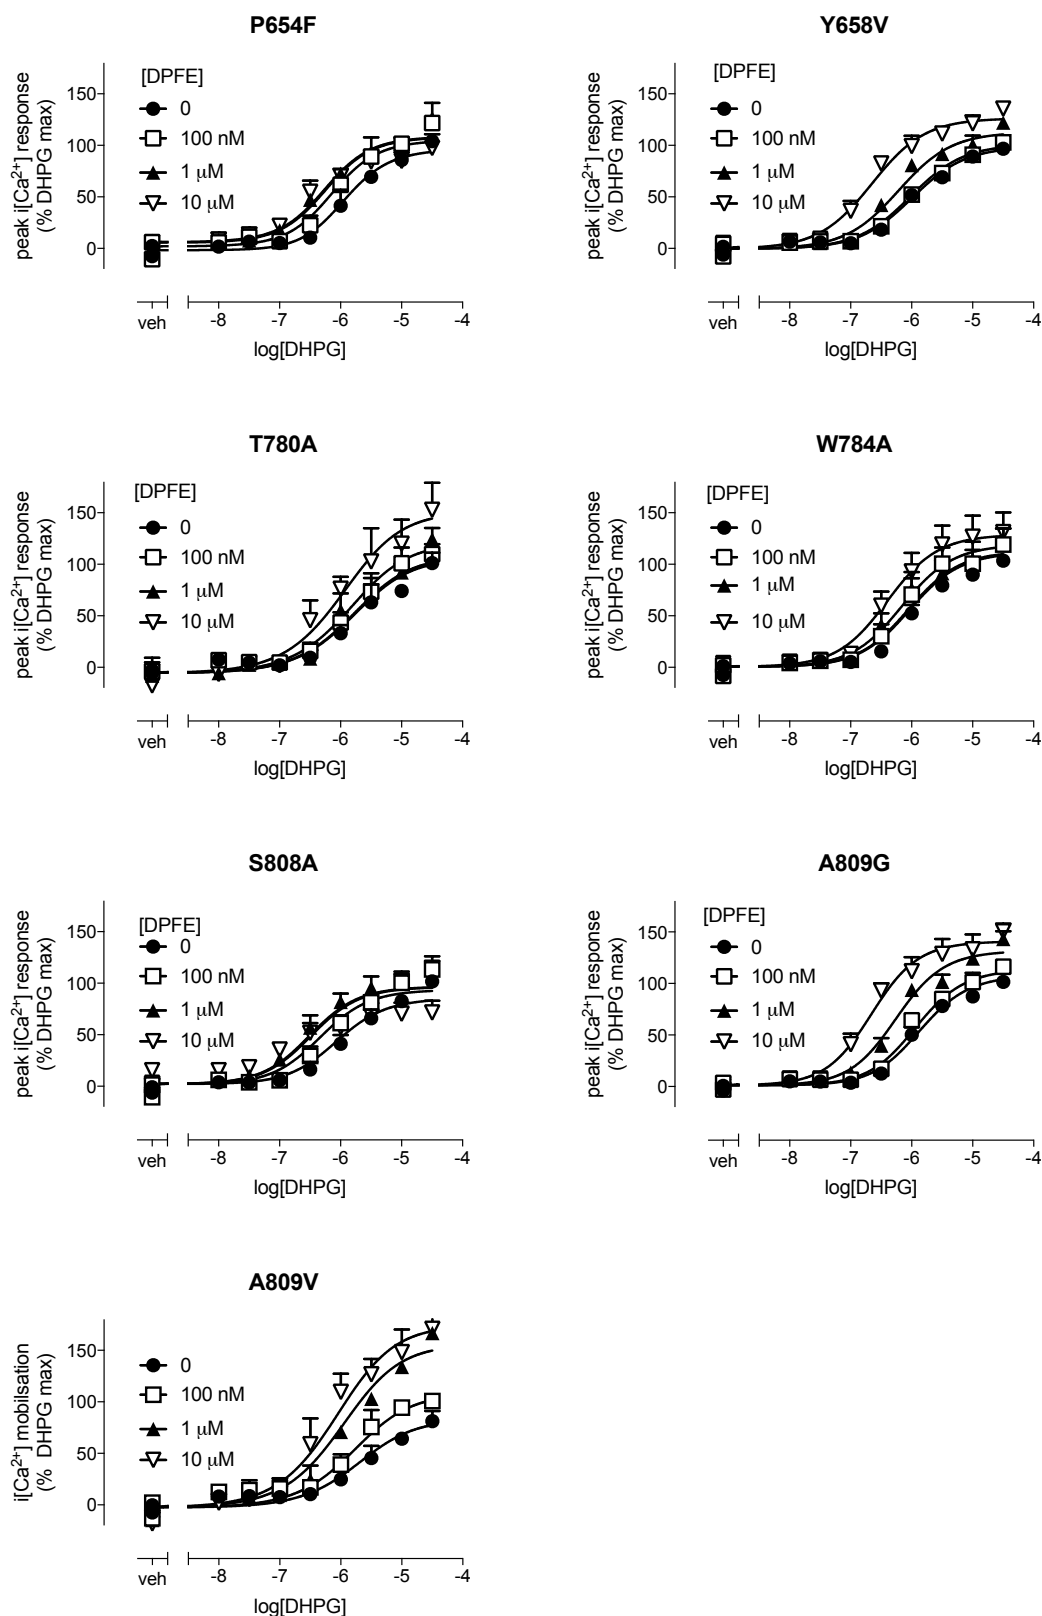 P654F
peak i[Ca2+] response
(% DHPG max)
150
100
50
0
[DPFE]
0
100 nM
1 μM
10 μM
veh
-8
-7
-6
-5
-4
log[DHPG]
Y658V
peak i[Ca2+] response
(% DHPG max)
150
100
50
0
[DPFE]
0
100 nM
1 μM
10 μM
veh
-8
-7
-6
-5
-4
log[DHPG]
T780A
peak i[Ca2+] response
(% DHPG max)
150
100
50
0
[DPFE]
0
100 nM
1 μM
10 μM
veh
-8
-7
-6
-5
-4
log[DHPG]
W784A
peak i[Ca2+] response
(% DHPG max)
150
100
50
0
[DPFE]
0
100 nM
1 μM
10 μM
veh
-8
-7
-6
-5
-4
log[DHPG]
S808A
peak i[Ca2+] response
(% DHPG max)
150
100
50
0
[DPFE]
0
100 nM
1 μM
10 μM
veh
-8
-7
-6
-5
-4
log[DHPG]
A809G
peak i[Ca2+] response
(% DHPG max)
150
100
50
0
[DPFE]
0
100 nM
1 μM
10 μM
veh
-8
-7
-6
-5
-4
log[DHPG]
A809V
i[Ca2+] mobilisation
(% DHPG max)
150
100
50
0
0
100 nM
1 μM
10 μM
veh
-8
-7
-6
-5
-4
log[DHPG]